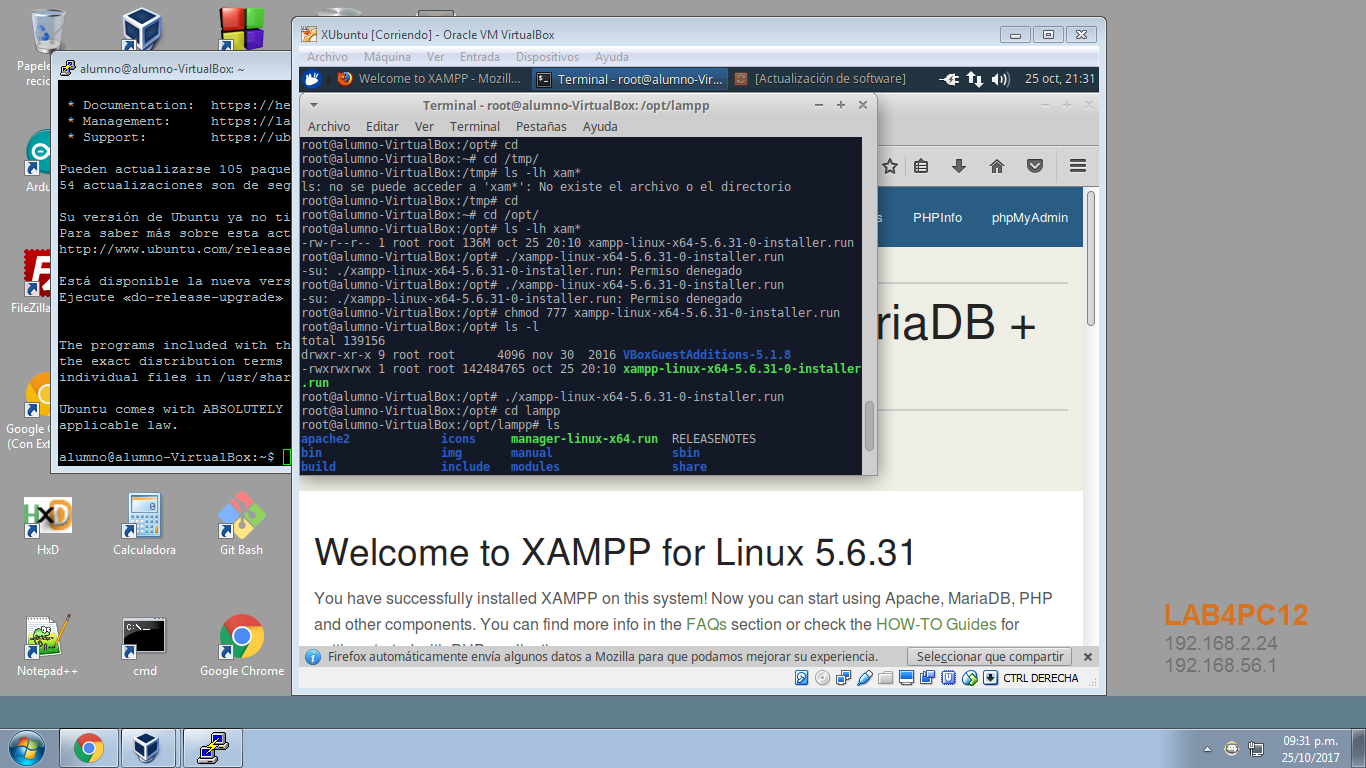 Papele
recic
alumno@alumno-VirtualBox: ~
* Documentation:  https://he
* Management:     https://la
* Support:        https://ub
Pueden actualizarse 105 paque
54 actualizaciones son de seg
Su versión de Ubuntu ya no ti
Para saber más sobre esta act
http://www.ubuntu.com/release
Está disponible la nueva vers
Ejecute «do-release-upgrade»
The programs included with th
the exact distribution terms
individual files in /usr/shar
Ubuntu comes with ABSOLUTELY
applicable law.
alumno@alumno-VirtualBox:~$
Ardu
FileZilla
Google C
(Con Ext
XUbuntu [Corriendo] - Oracle VM VirtualBox
Archivo Máquina Ver Entrada Dispositivos Ayuda
Welcome to XAMPP - Mozill... Terminal - root@alumno-Vir... [Actualización de software] 25 oct, 21:31
Terminal - root@alumno-VirtualBox: /opt/lampp
Archivo Editar Ver Terminal Pestañas Ayuda
root@alumno-VirtualBox:/opt# cd
root@alumno-VirtualBox:~# cd /tmp/
root@alumno-VirtualBox:/tmp# ls -lh xam*
ls: no se puede acceder a 'xam*': No existe el archivo o el directorio
root@alumno-VirtualBox:/tmp# cd
root@alumno-VirtualBox:~# cd /opt/
root@alumno-VirtualBox:/opt# ls -lh xam*
-rw-r--r-- 1 root root 136M oct 25 20:10 xampp-linux-x64-5.6.31-0-installer.run
root@alumno-VirtualBox:/opt# ./xampp-linux-x64-5.6.31-0-installer.run
-su: ./xampp-linux-x64-5.6.31-0-installer.run: Permiso denegado
root@alumno-VirtualBox:/opt# ./xampp-linux-x64-5.6.31-0-installer.run
-su: ./xampp-linux-x64-5.6.31-0-installer.run: Permiso denegado
root@alumno-VirtualBox:/opt# chmod 777 xampp-linux-x64-5.6.31-0-installer.run
root@alumno-VirtualBox:/opt# ls -l
total 139156
drwxr-xr-x 9 root root      4096 nov 30  2016 VBoxGuestAdditions-5.1.8
-rwxrwxrwx 1 root root 142484765 oct 25 20:10 xampp-linux-x64-5.6.31-0-installer
.run
root@alumno-VirtualBox:/opt# ./xampp-linux-x64-5.6.31-0-installer.run
root@alumno-VirtualBox:/opt# cd lampp
root@alumno-VirtualBox:/opt/lampp# ls
apache2 icons manager-linux-x64.run RELEASENOTES
bin img manual sbin
build include modules share
s PHPInfo phpMyAdmin
riaDB +
Welcome to XAMPP for Linux 5.6.31
You have successfully installed XAMPP on this system! Now you can start using Apache, MariaDB, PHP
and other components. You can find more info in the FAQs section or check the HOW-TO Guides for
Firefox automáticamente envía algunos datos a Mozilla para que podamos mejorar su experiencia. Seleccionar que compartir
CTRL DERECHA
HxD
HxD Calculadora Git Bash
Notepad++ cmd Google Chrome
LAB4PC12
192.168.2.24
192.168.56.1
09:31 p.m.
25/10/2017